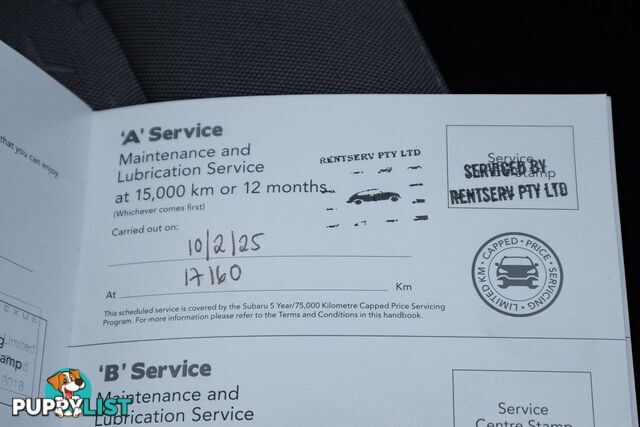 that you can enjoy.
'A' Service
Maintenance and
Lubrication Service
at 15,000 km or 12 months
(Whichever comes first)
RENTSERV PTY LTD
Service
Stamp
SERVICED BY
RENTSERV PTY LTD
Carried out on:
10/2/25
17160
At
Km
CAPPED • PRICE • SERVICING • LIMITED KM •
This scheduled service is covered by the Subaru 5 Year/75,000 Kilometre Capped Price Servicing
Program. For more information please refer to the Terms and Conditions in this handbook.
Limited
2018
'B' Service
Maintenance and
Lubrication Service
Service
Centre Stamp
PUPPYLIST